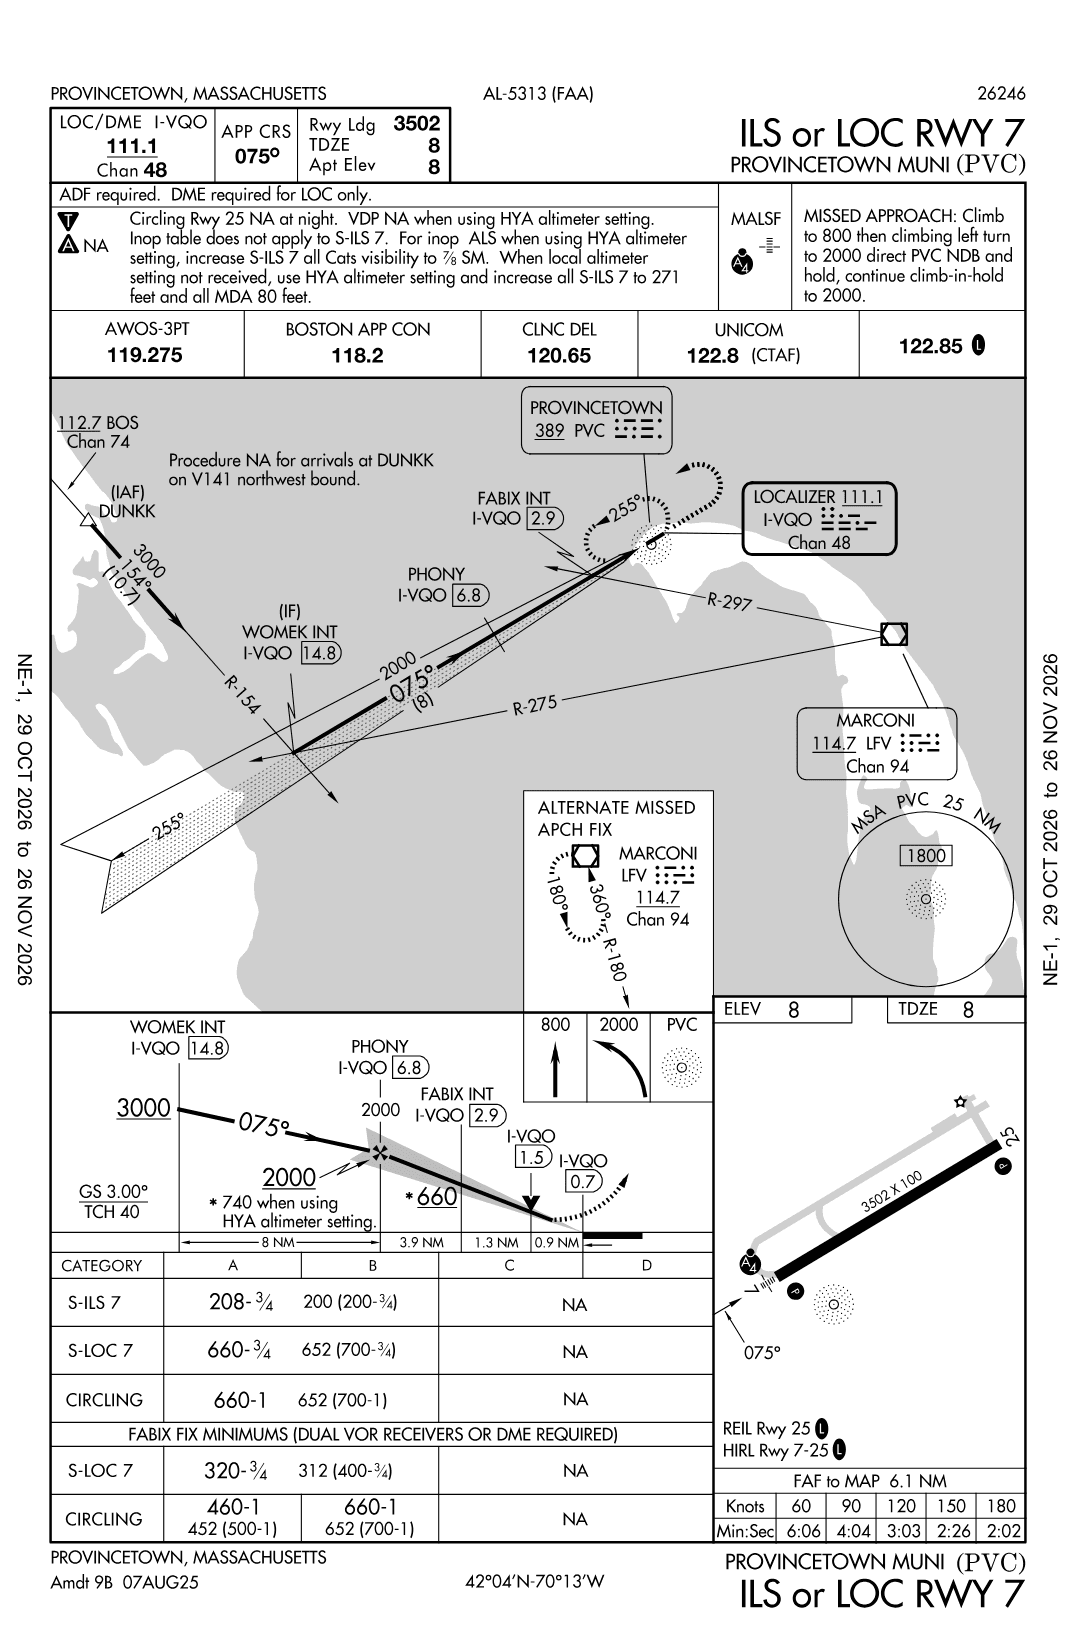 PROVINCETOWN, MASSACHUSETTS
AL-5313 (FAA)
26246
LOC/DME I-VQO
111.1
Chan 48
APP CRS
075°
Rwy Ldg 3502
TDZE 8
Apt Elev 8
ILS or LOC RWY 7
PROVINCETOWN MUNI (PVC)
ADF required. DME required for LOC only.
T
A NA
Circling Rwy 25 NA at night. VDP NA when using HYA altimeter setting.
Inop table does not apply to S-ILS 7. For inop ALS when using HYA altimeter
setting, increase S-ILS 7 all Cats visibility to ⅞ SM. When local altimeter
setting not received, use HYA altimeter setting and increase all S-ILS 7 to 271
feet and all MDA 80 feet.
MALSF
A4
MISSED APPROACH: Climb
to 800 then climbing left turn
to 2000 direct PVC NDB and
hold, continue climb-in-hold
to 2000.
AWOS-3PT
119.275
BOSTON APP CON
118.2
CLNC DEL
120.65
UNICOM
122.8 (CTAF)
122.85 L
112.7 BOS
Chan 74
Procedure NA for arrivals at DUNKK
on V141 northwest bound.
(IAF)
DUNKK
3000
154°
(10.7)
R-154
PROVINCETOWN
389 PVC
FABIX INT
I-VQO 2.9
255°
LOCALIZER 111.1
I-VQO
Chan 48
PHONY
I-VQO 6.8
(IF)
WOMEK INT
I-VQO 14.8
2000
075°
(8)
R-297
R-275
255°
MARCONI
114.7 LFV
Chan 94
ALTERNATE MISSED
APCH FIX
MARCONI
LFV
114.7
Chan 94
180°
360°
R-180
MSA PVC 25 NM
1800
NE-1, 29 OCT 2026 to 26 NOV 2026
NE-1, 29 OCT 2026 to 26 NOV 2026
WOMEK INT
I-VQO 14.8
PHONY
I-VQO 6.8
FABIX INT
I-VQO 2.9
I-VQO
1.5
I-VQO
0.7
800
2000
PVC
3000
075°
2000
2000
*660
GS 3.00°
TCH 40
* 740 when using
HYA altimeter setting.
8 NM
3.9 NM
1.3 NM
0.9 NM
CATEGORY A B C D
S-ILS 7 208-¾ 200 (200-¾) NA
S-LOC 7 660-¾ 652 (700-¾) NA
CIRCLING 660-1 652 (700-1) NA
FABIX FIX MINIMUMS (DUAL VOR RECEIVERS OR DME REQUIRED)
S-LOC 7 320-¾ 312 (400-¾) NA
CIRCLING 460-1 660-1 NA
452 (500-1) 652 (700-1)
ELEV 8
TDZE 8
25
P
3502 X 100
A4
7
P
075°
REIL Rwy 25 L
HIRL Rwy 7-25 L
FAF to MAP 6.1 NM
Knots 60 90 120 150 180
Min:Sec 6:06 4:04 3:03 2:26 2:02
PROVINCETOWN, MASSACHUSETTS
Amdt 9B 07AUG25
42°04'N-70°13'W
PROVINCETOWN MUNI (PVC)
ILS or LOC RWY 7